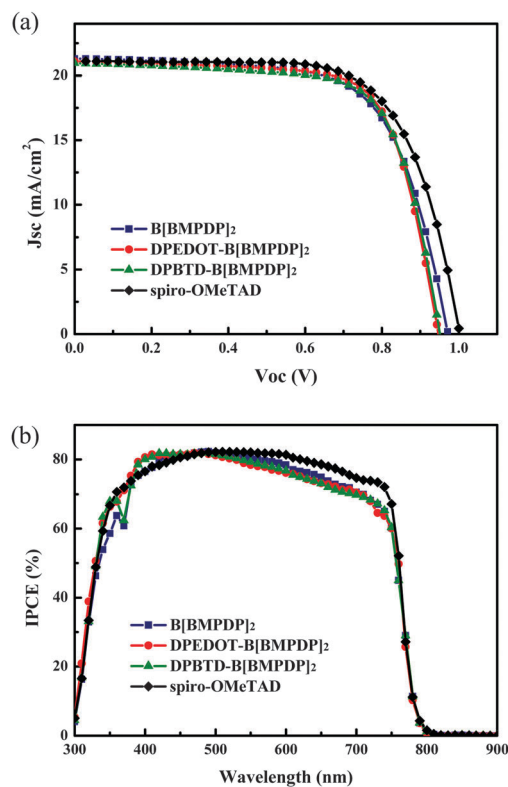 (a)
25
20
15
10
5
0
Jsc (mA/cm²)
B[BMPDP]₂
DPEDOT-B[BMPDP]₂
DPBTD-B[BMPDP]₂
spiro-OMeTAD
0.0 0.2 0.4 0.6 0.8 1.0
Voc (V)
(b)
80
60
40
20
0
IPCE (%)
B[BMPDP]₂
DPEDOT-B[BMPDP]₂
DPBTD-B[BMPDP]₂
spiro-OMeTAD
300 400 500 600 700 800 900
Wavelength (nm)